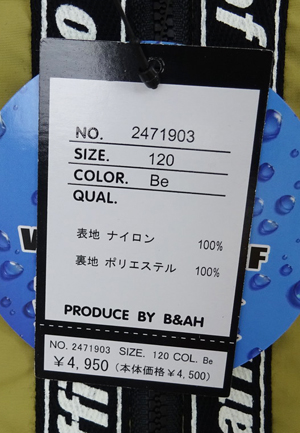 NO. 2471903
SIZE. 120
COLOR. Be
QUAL.
表地 ナイロン 100%
裏地 ポリエステル 100%
PRODUCE BY B&AH
NO. 2471903 SIZE. 120 COL. Be
¥4,950(本体価格¥4,500)